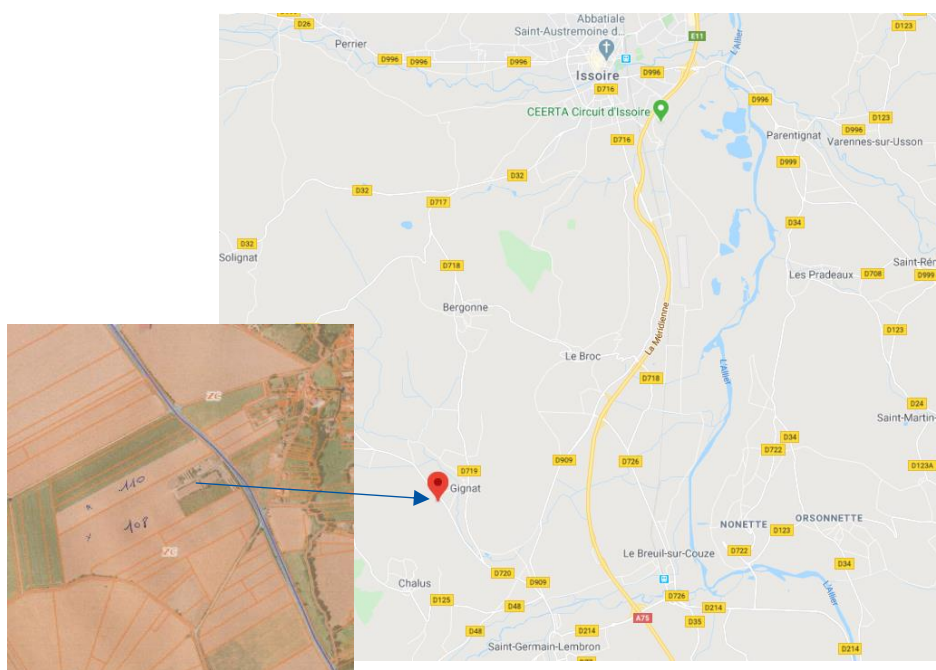 Abbatiale
Saint-Austremoine d...
D26
E11
L'Allier
D123
Perrier
D996
D996
D996
D996
Issoire
D716
D996
CEERTA Circuit d'Issoire
D716
Parentignat
D996
D123
Varennes-sur-Usson
D999
D32
D32
D717
D34
D32
Solignat
D718
Saint-Rém
Les Pradeaux
D708
D999
Bergonne
La Méridienne
D123
Le Broc
L'Allier
D718
D24
Saint-Martin-
D34
D722
D909
D726
D123A
D719
Gignat
ZC
110
108
ZC
NONETTE
ORSONNETTE
D123
D722
Le Breuil-sur-Couze
D34
D720
D909
Chalus
L'Allier
D125
D48
D726
D214
A75
D35
D48
D214
D214
Saint-Germain-Lembron